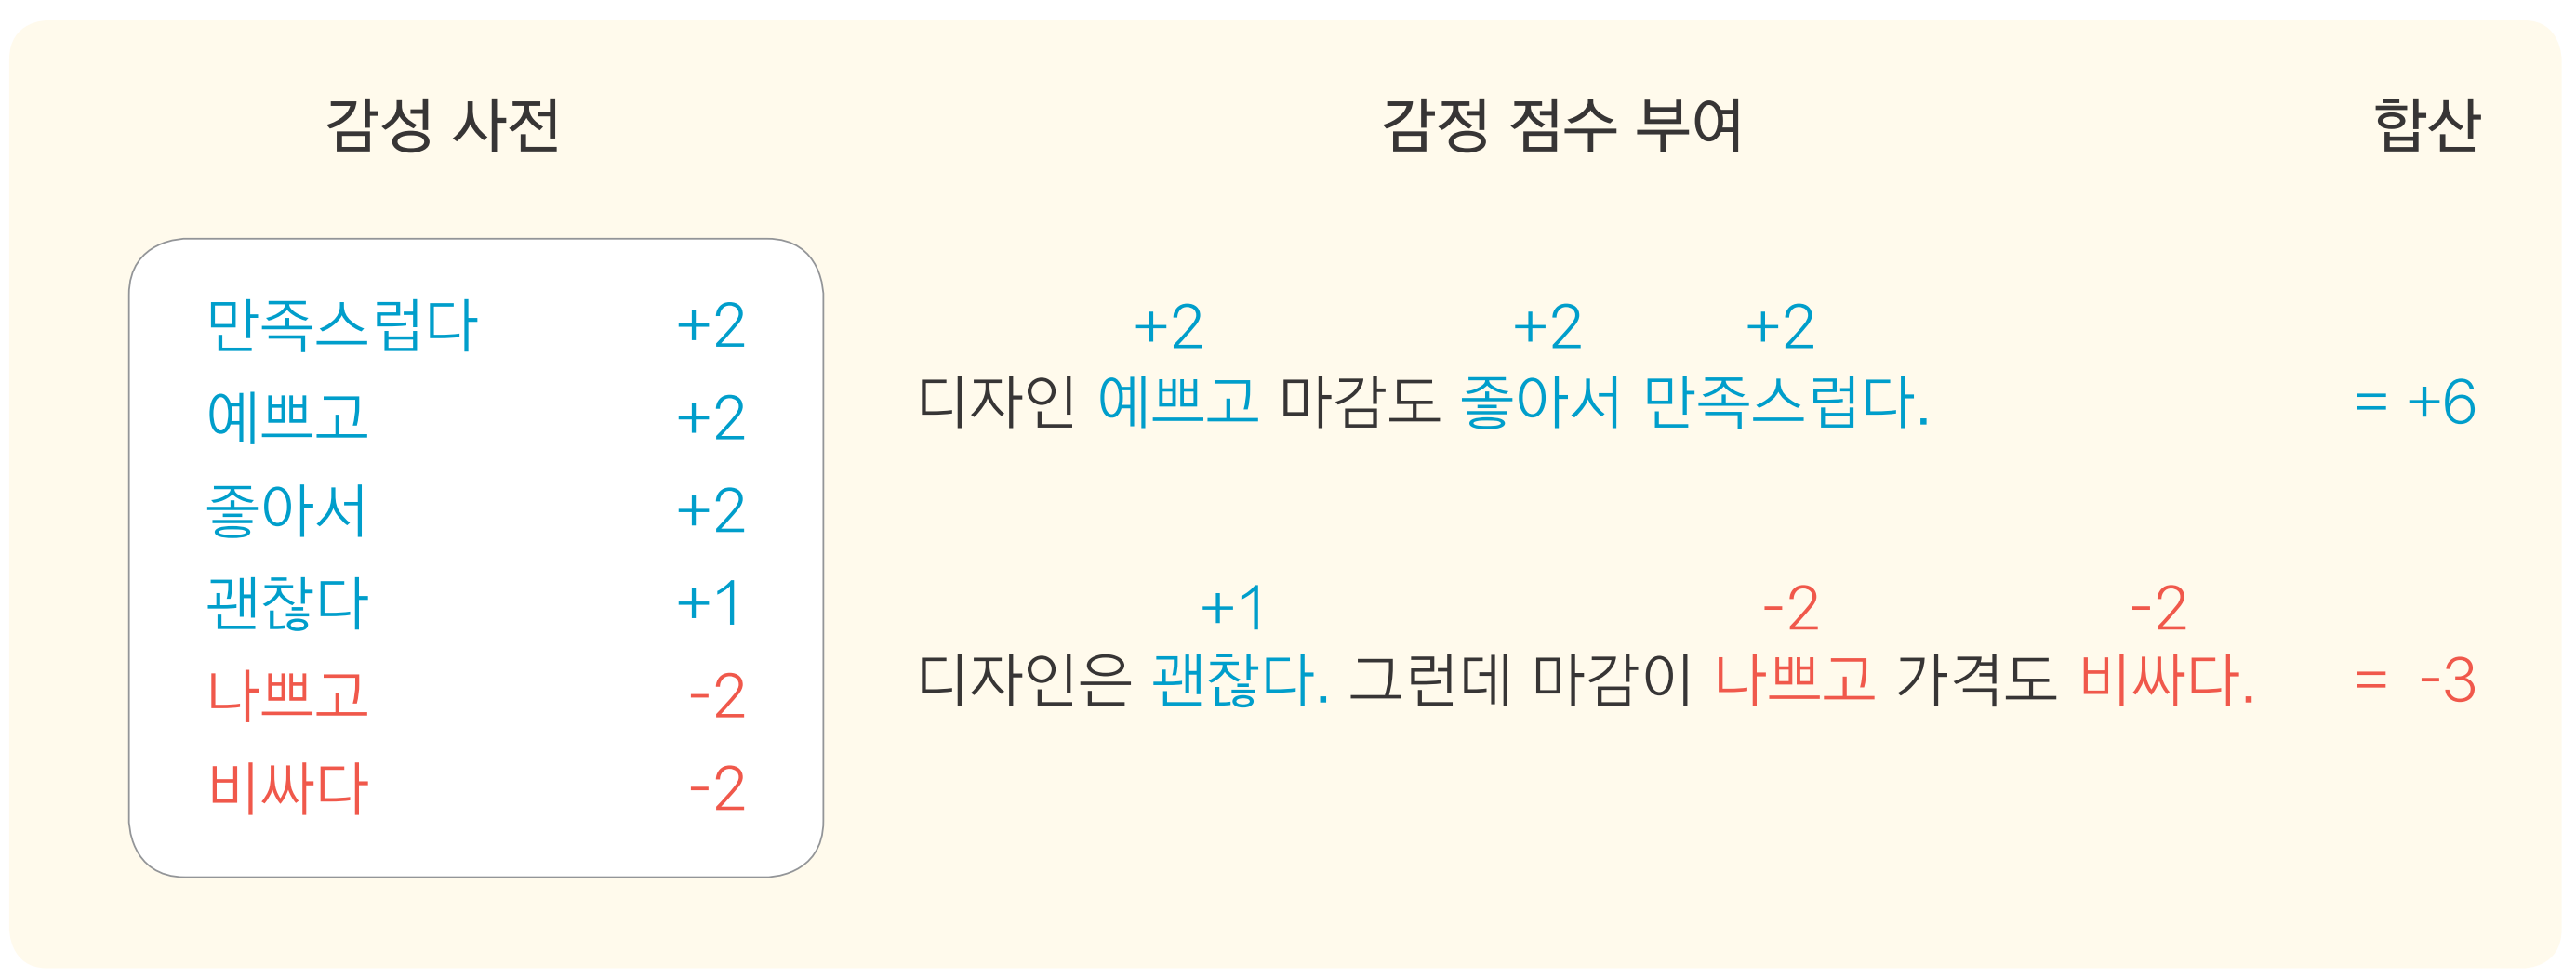 감성 사전
만족스럽다 +2
예쁘고 +2
좋아서 +2
괜찮다 +1
나쁘고 -2
비싸다 -2
감정 점수 부여
+2 +2 +2
디자인 예쁘고 마감도 좋아서 만족스럽다.
+1 -2 -2
디자인은 괜찮다. 그런데 마감이 나쁘고 가격도 비싸다.
합산
= +6
= -3